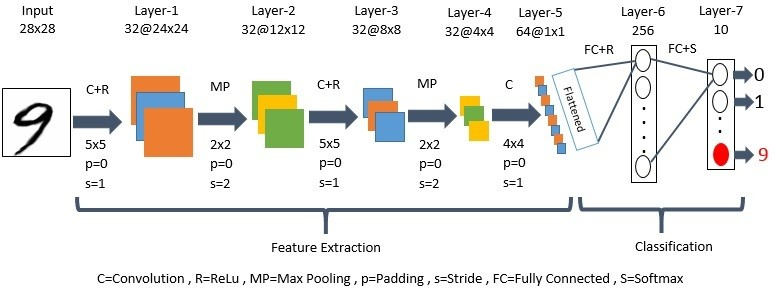 Input
28x28
Layer-1
32@24x24
Layer-2
32@12x12
Layer-3
32@8x8
Layer-4
32@4x4
Layer-5
64@1x1
Layer-6
256
Layer-7
10
C+R
5x5
p=0
s=1
MP
2x2
p=0
s=2
C+R
5x5
p=0
s=1
MP
2x2
p=0
s=2
C
4x4
p=0
s=1
Flattened
FC+R
FC+S
9
0
1
9
Feature Extraction
Classification
C=Convolution , R=ReLu , MP=Max Pooling , p=Padding , s=Stride , FC=Fully Connected , S=Softmax